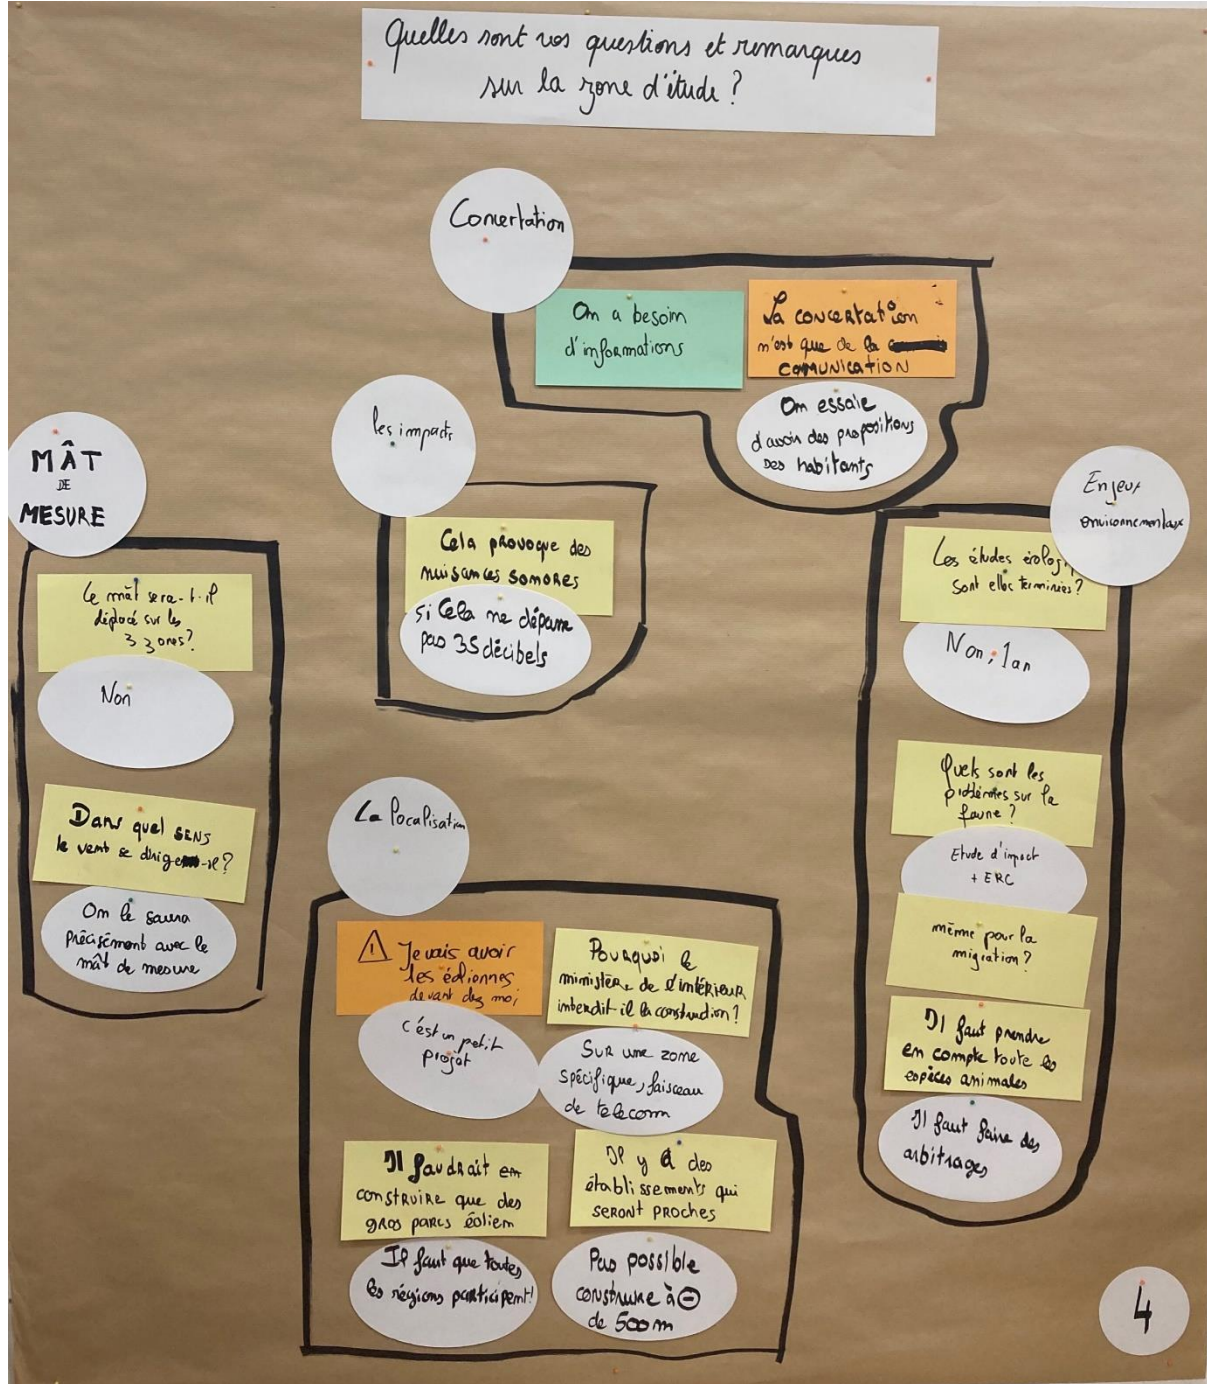 Quelles sont vos questions et remarques
sur la zone d'étude ?
Concertation
On a besoin
d'informations
La concertation
n'est que de la
comunication
On essaie
d'avoir des propositions
des habitants
les impacts
Cela provoque des
nuisances sonores
si Cela ne dépasse
pas 35 décibels
MÂT
DE
MESURE
Le mât sera-t-il
déplacé sur les
3 zones?
Non
Dans quel SENS
le vent se dirige-il?
On le saura
précisément avec le
mât de mesure
La localisation
⚠ Je vais avoir
les éoliennes
devant chez moi
C'est un petit
projet
Pourquoi le
ministère de l'intérieur
interdit-il la construction?
Sur une zone
spécifique, faisceau
de telecom
Il faudrait en
construire que des
gros parcs éolien
Il faut que toutes
les régions participent!
Il y a des
établissements qui
seront proches
Pas possible
construire à ⊖
de 500m
Enjeux
environnementaux
Les études
sont elles terminées?
Non, 1 an
Quels sont les
problèmes sur la
faune ?
Etude d'impact
+ ERC
même pour la
migration ?
Il faut prendre
en compte toute les
espèces animales
Il faut faire des
arbitrages
4